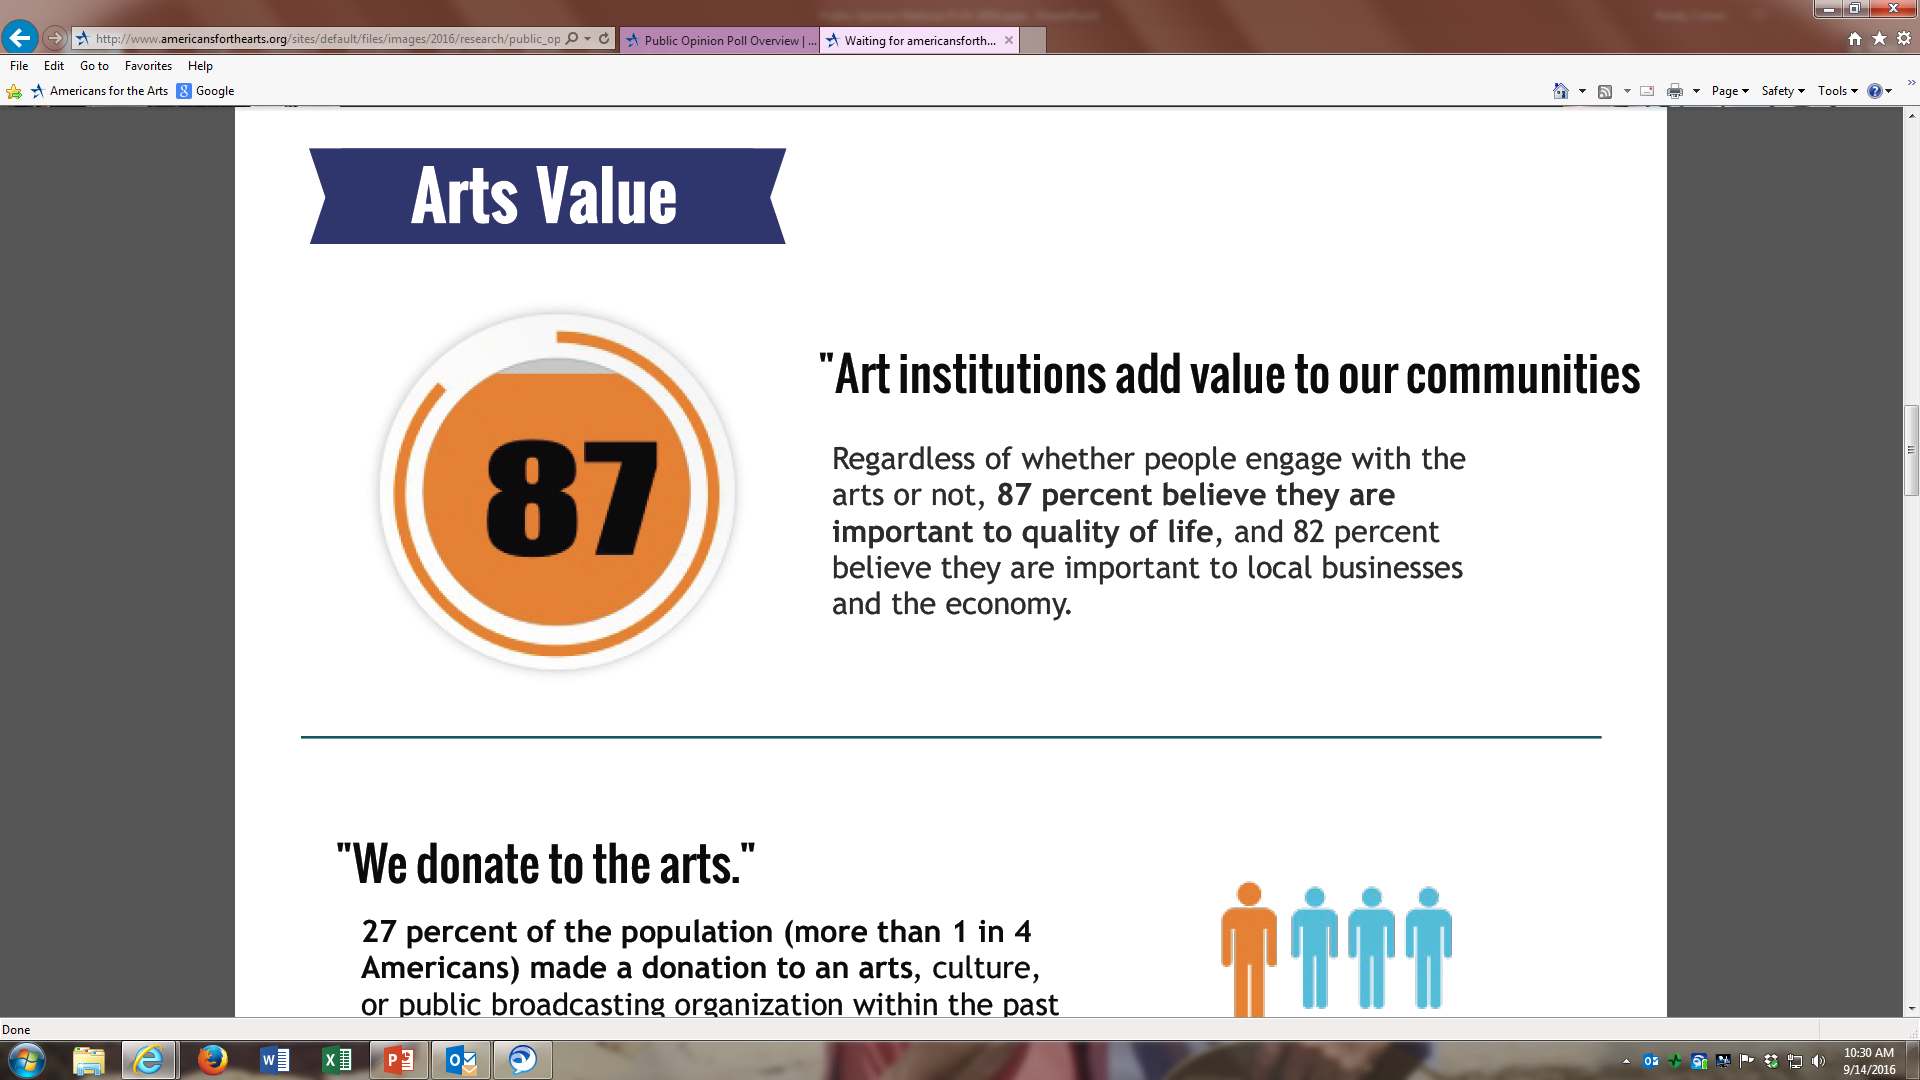 http://www.americansforthearts.org/sites/default/files/images/2016/research/public_op
Public Opinion Poll Overview | ...
Waiting for americansforth...
File Edit Go to Favorites Help
Americans for the Arts Google
Page Safety Tools
Arts Value
87
"Art institutions add value to our communities
Regardless of whether people engage with the
arts or not, 87 percent believe they are
important to quality of life, and 82 percent
believe they are important to local businesses
and the economy.
"We donate to the arts."
27 percent of the population (more than 1 in 4
Americans) made a donation to an arts, culture,
or public broadcasting organization within the past
Done
10:30 AM
9/14/2016